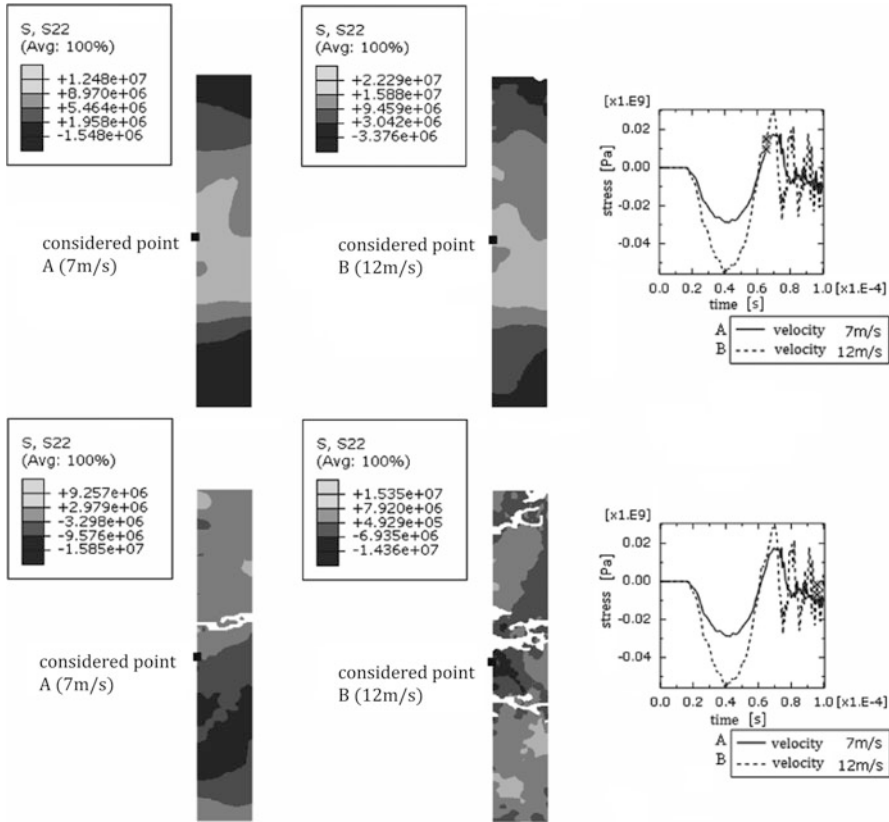 S, S22
(Avg: 100%)
+1.248e+07
+8.970e+06
+5.464e+06
+1.958e+06
-1.548e+06
considered point
A (7m/s)
S, S22
(Avg: 100%)
+2.229e+07
+1.588e+07
+9.459e+06
+3.042e+06
-3.376e+06
considered point
B (12m/s)
[x1.E9]
0.02
0.00
-0.02
-0.04
stress [Pa]
0.0 0.2 0.4 0.6 0.8 1.0 [x1.E-4]
time [s]
A velocity 7m/s
B velocity 12m/s
S, S22
(Avg: 100%)
+9.257e+06
+2.979e+06
-3.298e+06
-9.576e+06
-1.585e+07
considered point
A (7m/s)
S, S22
(Avg: 100%)
+1.535e+07
+7.920e+06
+4.929e+05
-6.935e+06
-1.436e+07
considered point
B (12m/s)
[x1.E9]
0.02
0.00
-0.02
-0.04
stress [Pa]
0.0 0.2 0.4 0.6 0.8 1.0 [x1.E-4]
time [s]
A velocity 7m/s
B velocity 12m/s